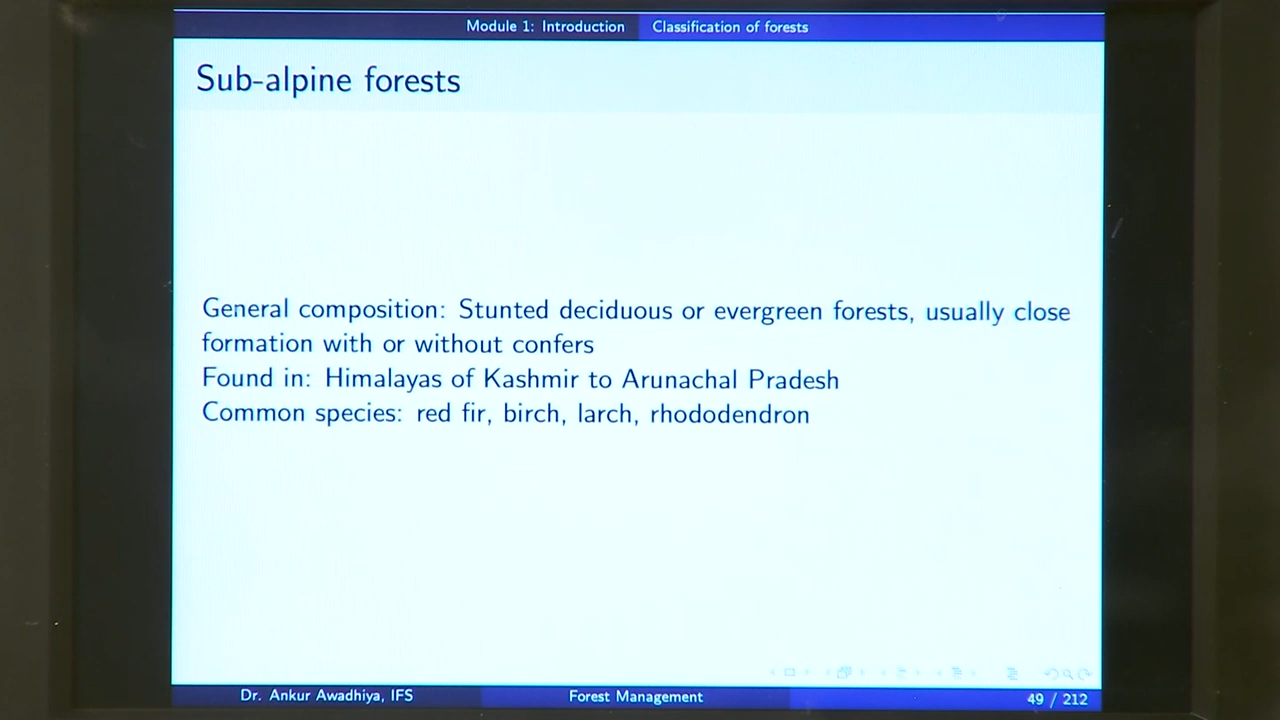 Module 1: Introduction Classification of forests
Sub-alpine forests
General composition: Stunted deciduous or evergreen forests, usually close
formation with or without confers
Found in: Himalayas of Kashmir to Arunachal Pradesh
Common species: red fir, birch, larch, rhododendron
Dr. Ankur Awadhiya, IFS Forest Management 49 / 212